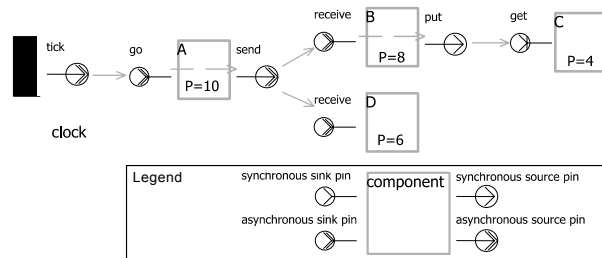 receive
B
put
get
C
tick
go
A
send
P=8
P=4
P=10
receive
D
clock
P=6
Legend
synchronous sink pin
component
synchronous source pin
asynchronous sink pin
asynchronous source pin